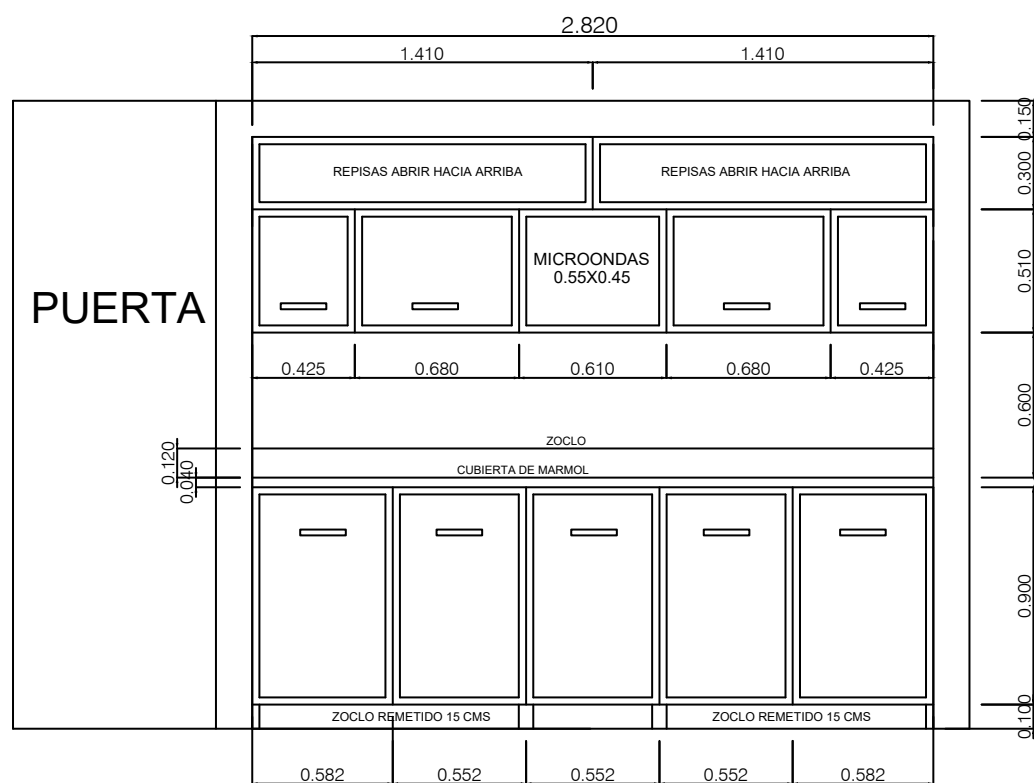 2.820
1.410 1.410
0.150
REPISAS ABRIR HACIA ARRIBA REPISAS ABRIR HACIA ARRIBA
0.300
MICROONDAS
0.55X0.45
0.510
PUERTA
0.425 0.680 0.610 0.680 0.425
0.600
ZOCLO
0.120
CUBIERTA DE MARMOL
0.040
0.900
ZOCLO REMETIDO 15 CMS ZOCLO REMETIDO 15 CMS
0.100
0.582 0.552 0.552 0.552 0.582